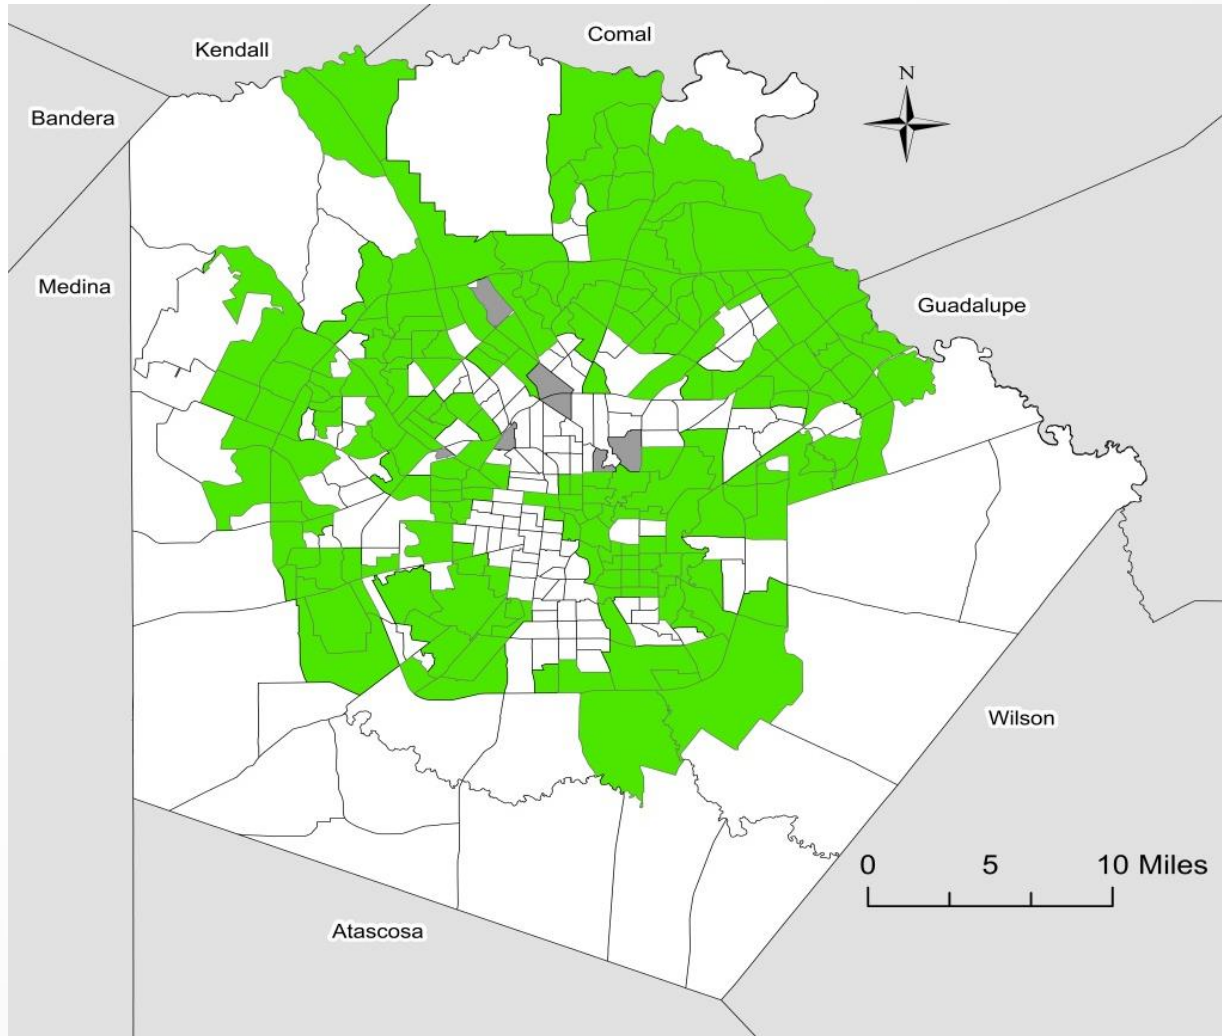 Comal
Kendall
N
Bandera
Medina
Guadalupe
Wilson
0 5 10 Miles
Atascosa